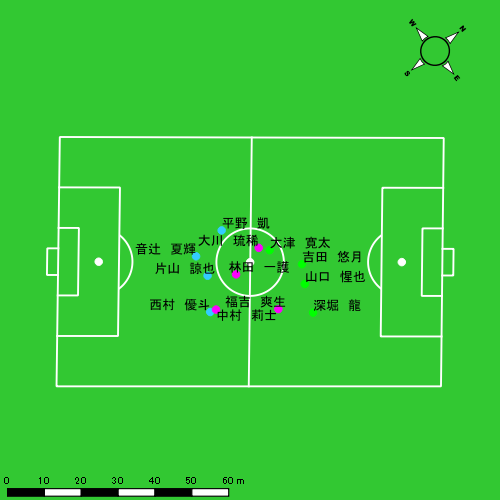 W
N
S
E
平野 凱
大川 琉稀
大津 寛太
音辻 夏輝
吉田 悠月
片山 諒也
林田 一護
山口 惺也
西村 優斗
福吉 爽生
深堀 龍
中村 莉士
0 10 20 30 40 50 60 m